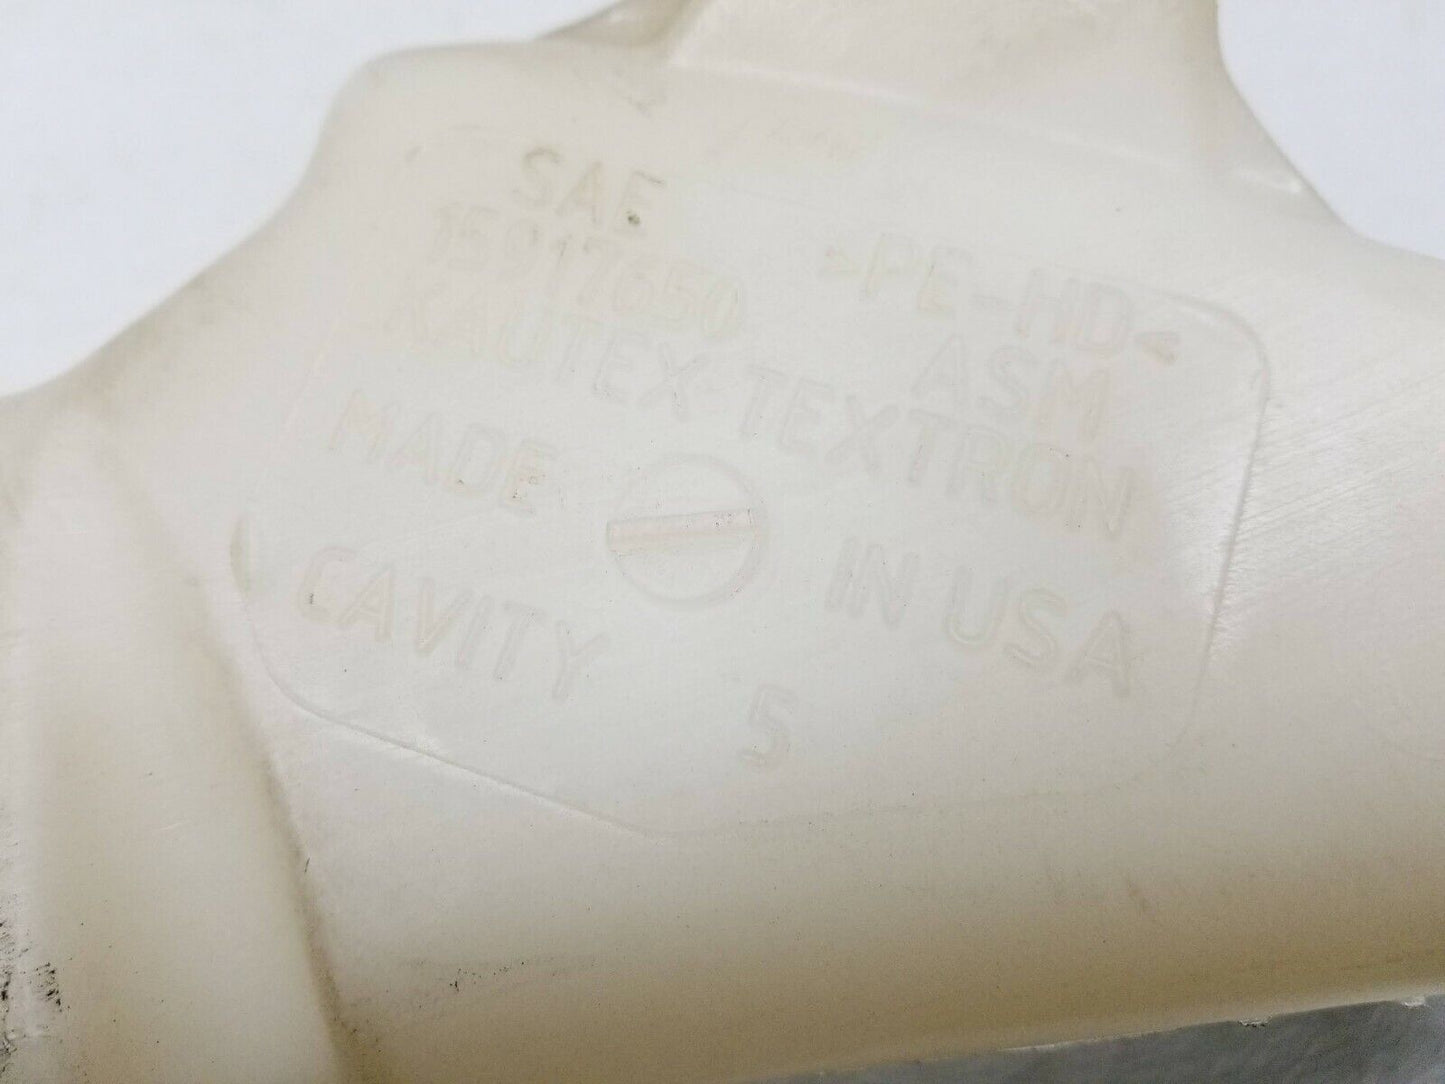 SAE >PE-HD<
15917650 ASM
KAUTEX TEXTRON
MADE IN USA
CAVITY 5